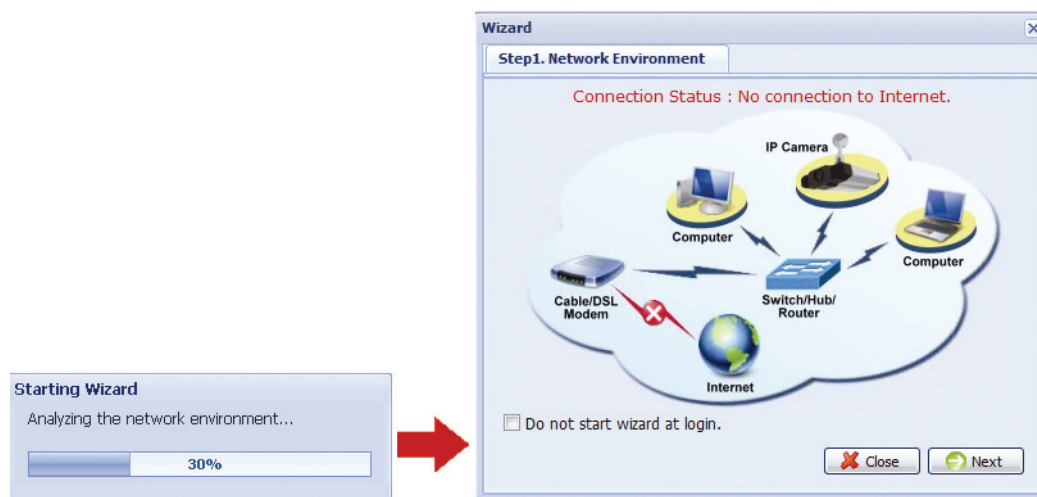 Starting Wizard
Analyzing the network environment...
30%
Wizard
Step1. Network Environment
Connection Status : No connection to Internet.
IP Camera
Computer
Computer
Cable/DSL
Modem
Switch/Hub/
Router
Internet
Do not start wizard at login.
Close
Next